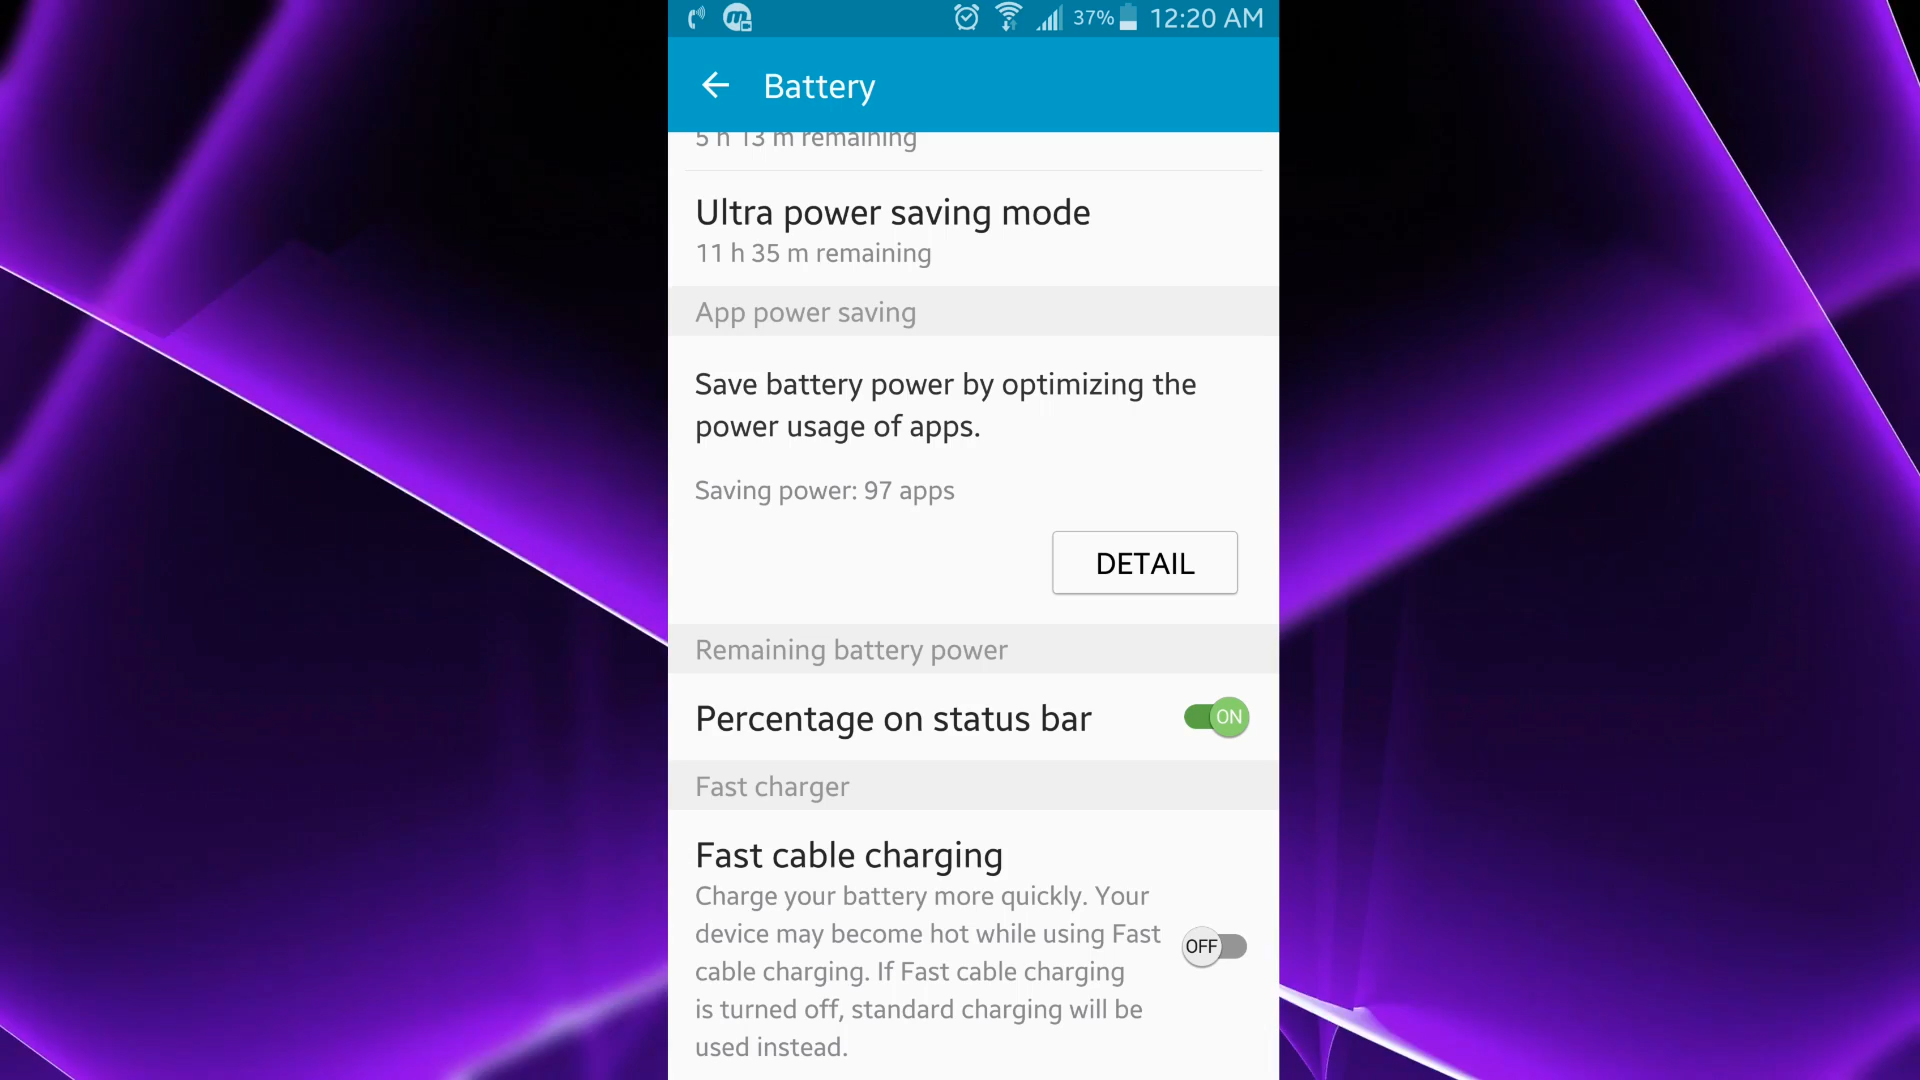 37% 12:20 AM
Battery
5 h 13 m remaining
Ultra power saving mode
11 h 35 m remaining
App power saving
Save battery power by optimizing the
power usage of apps.
Saving power: 97 apps
DETAIL
Remaining battery power
Percentage on status bar
ON
Fast charger
Fast cable charging
Charge your battery more quickly. Your
device may become hot while using Fast
cable charging. If Fast cable charging
is turned off, standard charging will be
used instead.
OFF